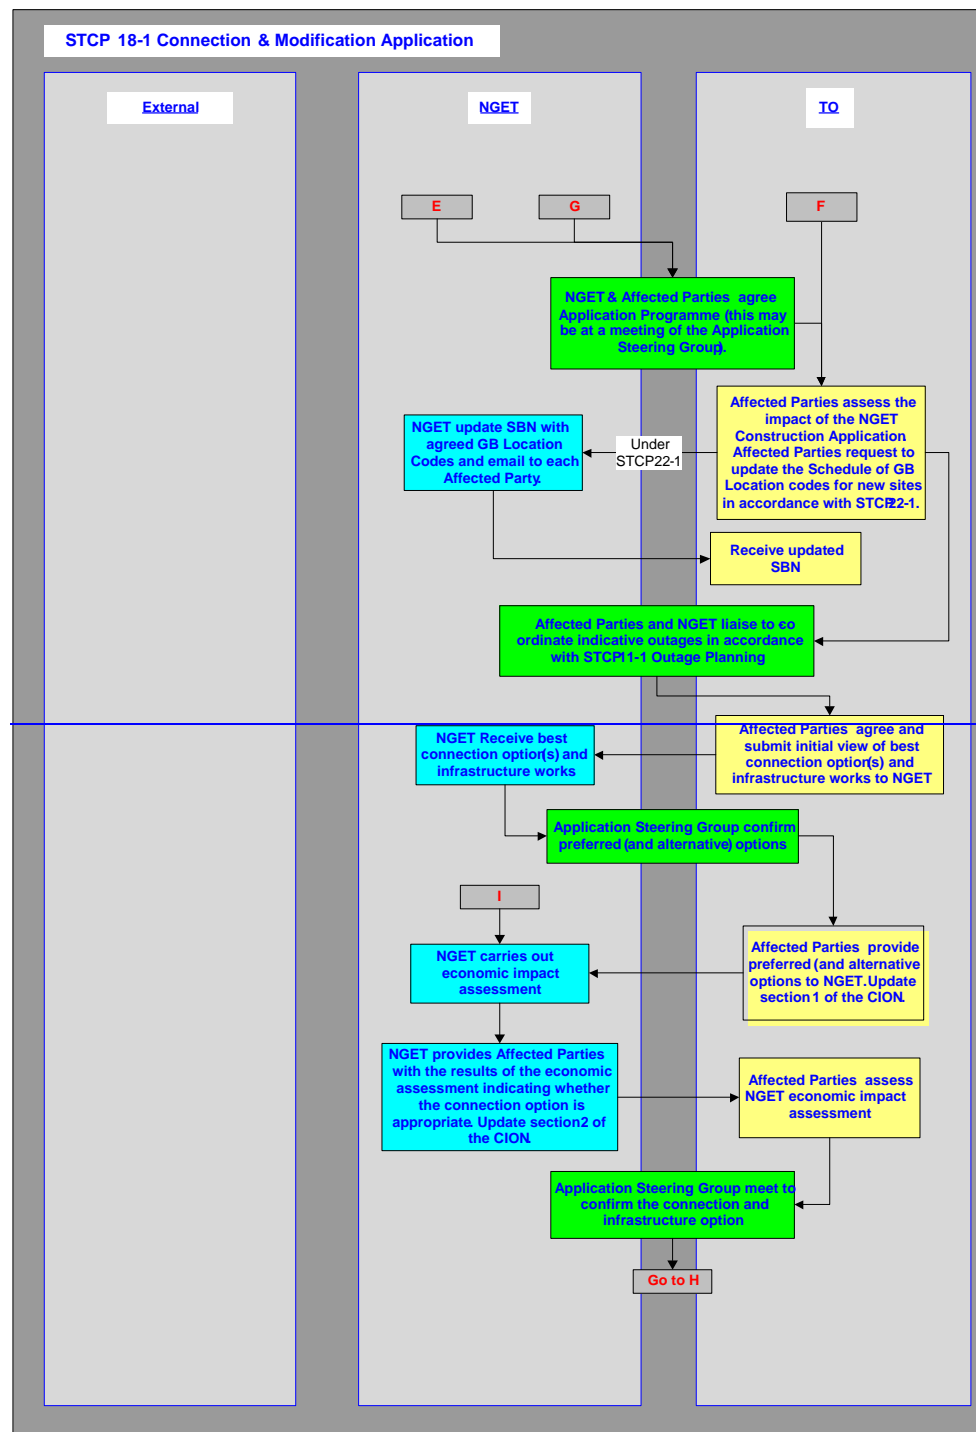 STCP 18-1 Connection & Modification Application
External
NGET
TO
E
G
F
NGET & Affected Parties agree
Application Programme (this may
be at a meeting of the Application
Steering Group).
Affected Parties assess the
impact of the NGET
Construction Application
Affected Parties request to
update the Schedule of GB
Location codes for new sites
in accordance with STCP22-1.
Under
STCP22-1
NGET update SBN with
agreed GB Location
Codes and email to each
Affected Party.
Receive updated
SBN
Affected Parties and NGET liaise to co
ordinate indicative outages in accordance
with STCP11-1 Outage Planning
Affected Parties agree and
submit initial view of best
connection option(s) and
infrastructure works to NGET
NGET Receive best
connection option(s) and
infrastructure works
Application Steering Group confirm
preferred (and alternative) options
I
Affected Parties provide
preferred (and alternative
options to NGET. Update
section 1 of the CION.
NGET carries out
economic impact
assessment
NGET provides Affected Parties
with the results of the economic
assessment indicating whether
the connection option is
appropriate. Update section 2 of
the CION.
Affected Parties assess
NGET economic impact
assessment
Application Steering Group meet to
confirm the connection and
infrastructure option
Go to H